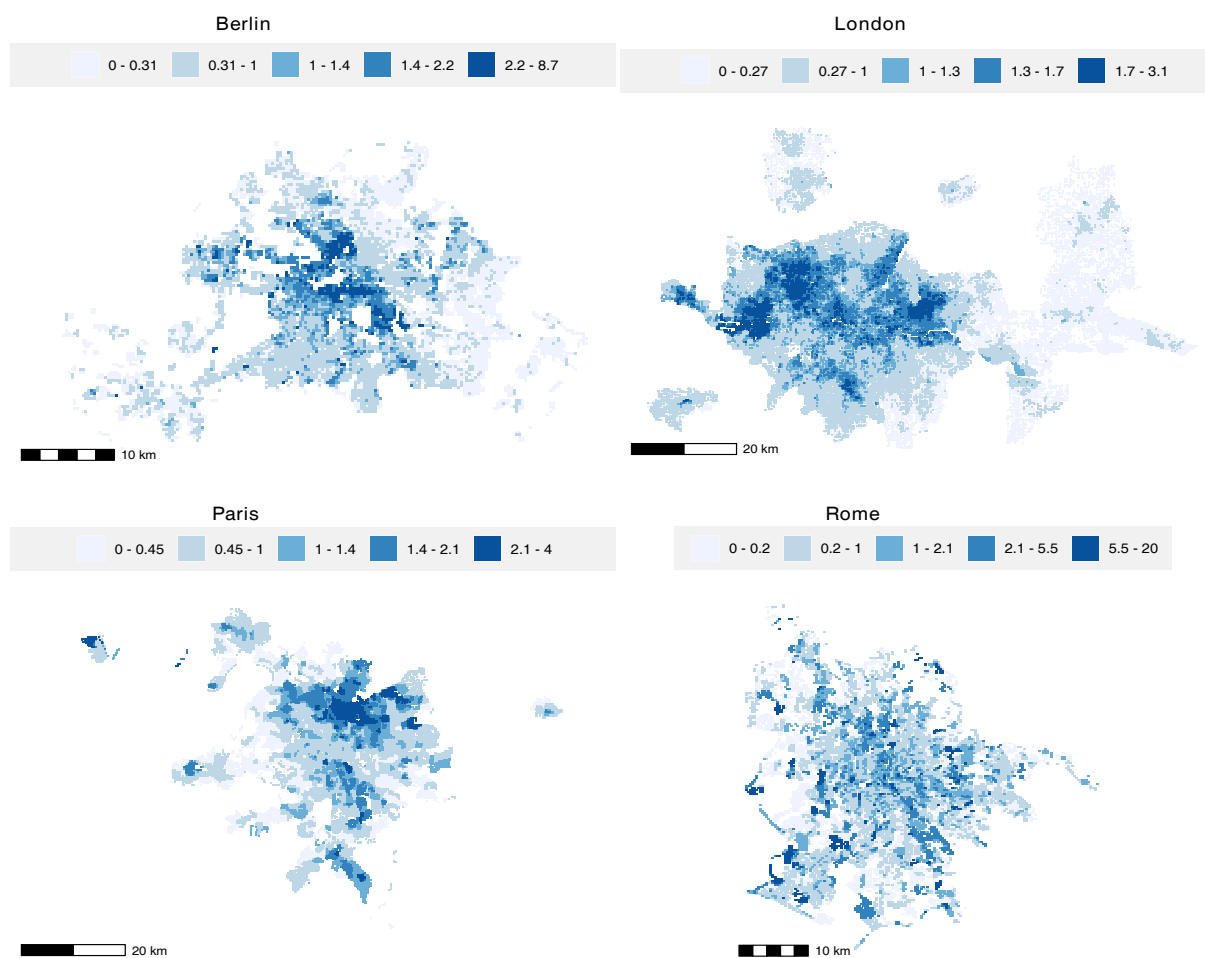 Berlin
0 - 0.31 0.31 - 1 1 - 1.4 1.4 - 2.2 2.2 - 8.7
10 km
London
0 - 0.27 0.27 - 1 1 - 1.3 1.3 - 1.7 1.7 - 3.1
20 km
Paris
0 - 0.45 0.45 - 1 1 - 1.4 1.4 - 2.1 2.1 - 4
20 km
Rome
0 - 0.2 0.2 - 1 1 - 2.1 2.1 - 5.5 5.5 - 20
10 km